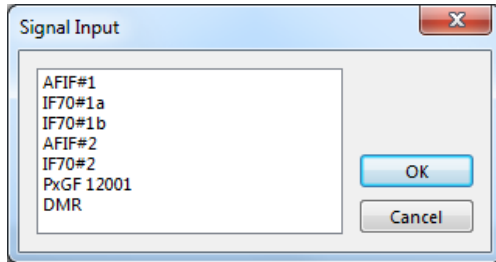 Signal Input
AFIF#1
IF70#1a
IF70#1b
AFIF#2
IF70#2
PxGF 12001
DMR
OK
Cancel